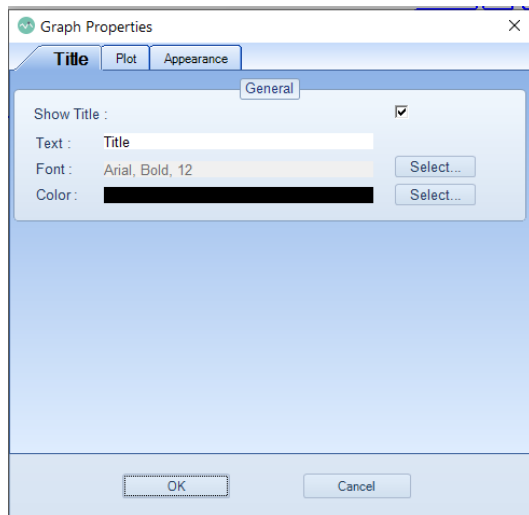 Graph Properties
Title Plot Appearance
General
Show Title :
Text : Title
Font : Arial, Bold, 12 Select...
Color : Select...
OK Cancel